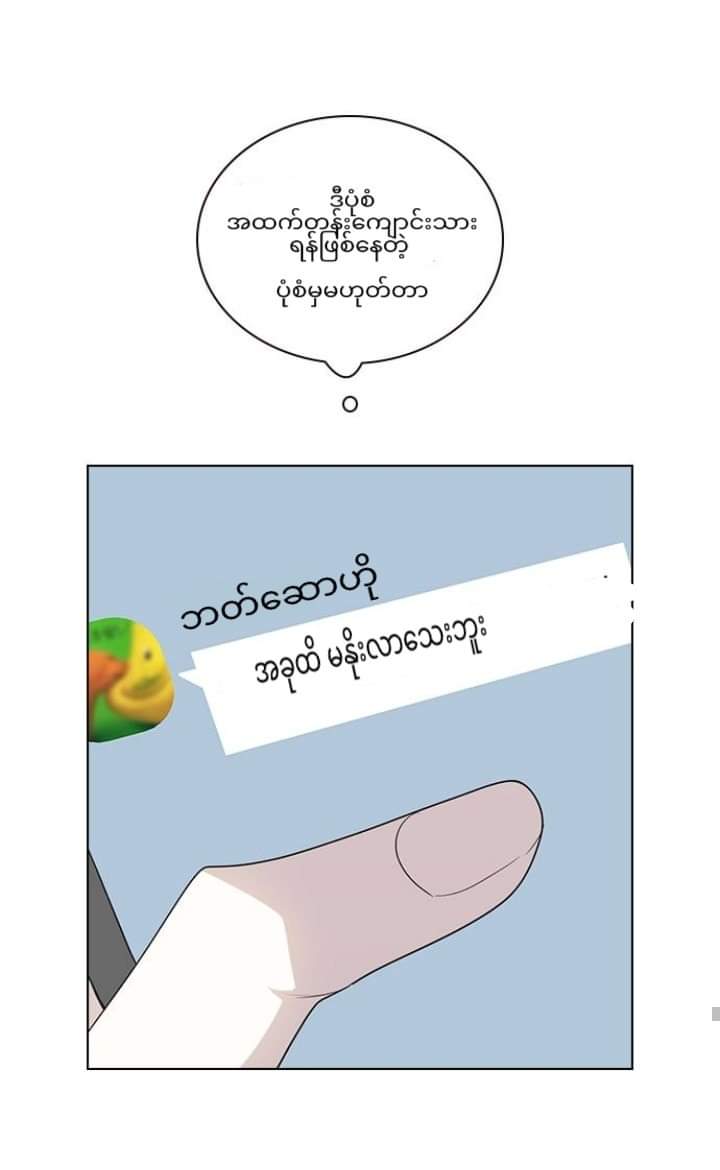 ဒီပုံစံ
အထက်တန်းကျောင်းသား
ရန်ဖြစ်နေတဲ့
ပုံစံမှမဟုတ်တာ
ဘတ်ဆောဟို
အခုထိ မနိုးလာသေးဘူး